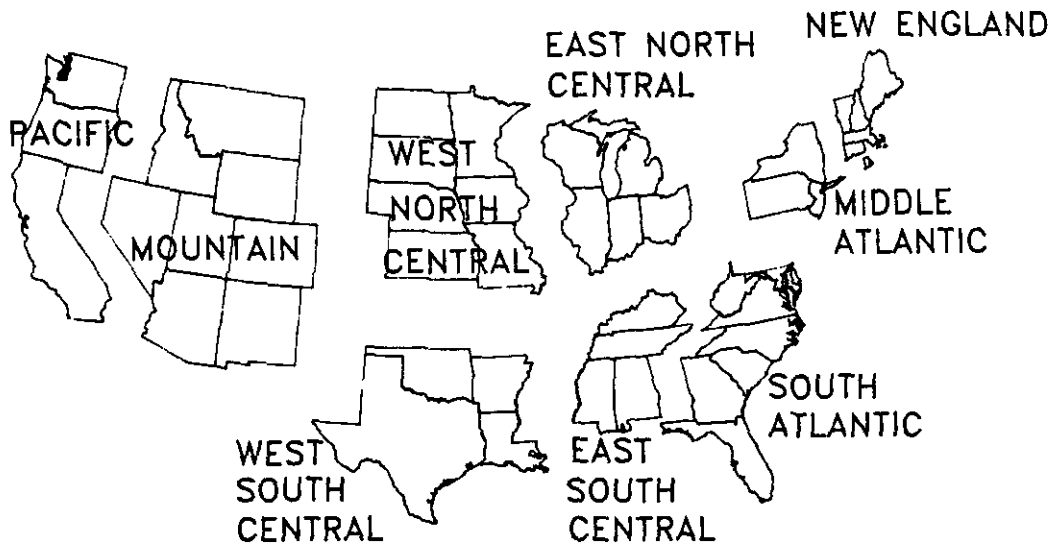 NEW ENGLAND
EAST NORTH
CENTRAL
PACIFIC
WEST
NORTH
CENTRAL
MOUNTAIN
MIDDLE
ATLANTIC
SOUTH
ATLANTIC
WEST
SOUTH
CENTRAL
EAST
SOUTH
CENTRAL